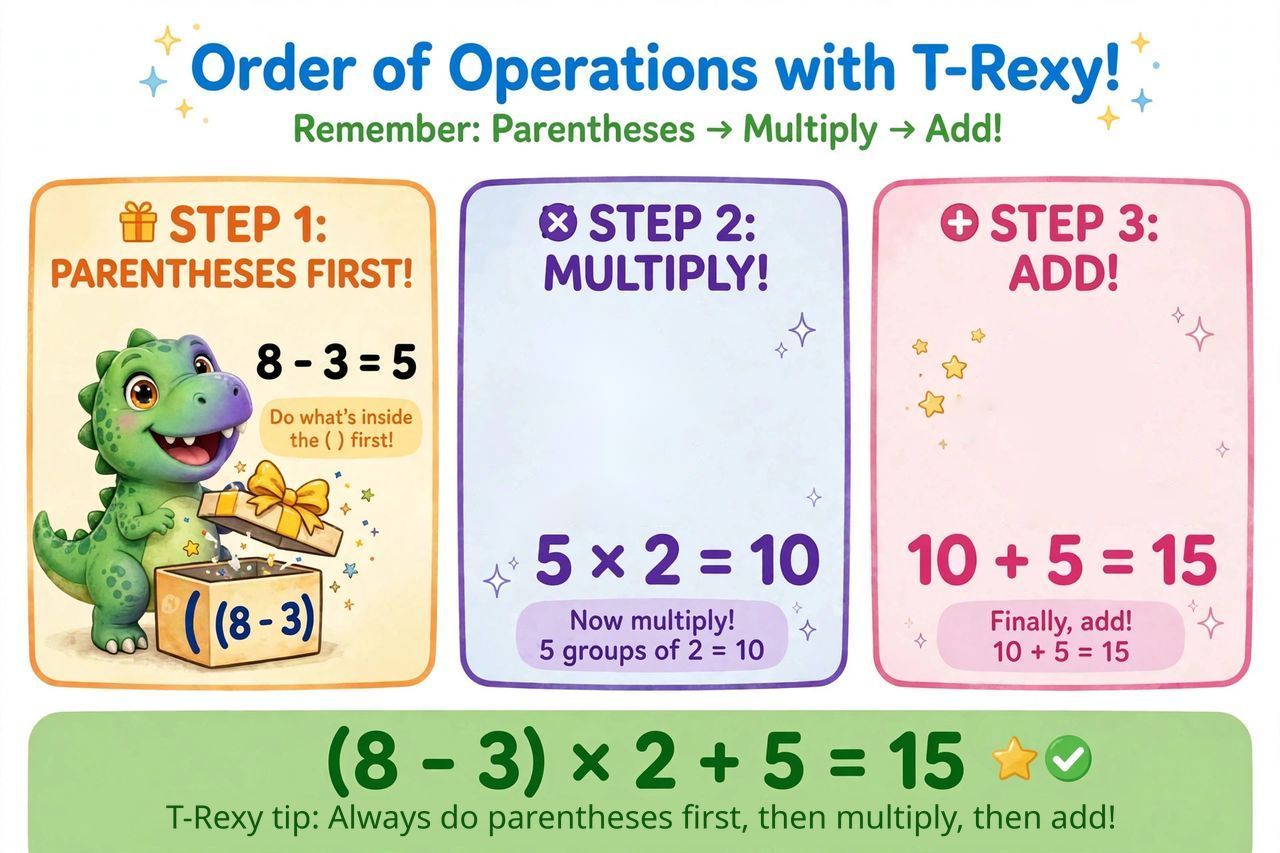 Order of Operations with T-Rexy!
Remember: Parentheses → Multiply → Add!
STEP 1:
PARENTHESES FIRST!
8 - 3 = 5
Do what's inside
the ( ) first!
( (8 - 3)
STEP 2:
MULTIPLY!
5 × 2 = 10
Now multiply!
5 groups of 2 = 10
STEP 3:
ADD!
10 + 5 = 15
Finally, add!
10 + 5 = 15
(8 - 3) × 2 + 5 = 15
T-Rexy tip: Always do parentheses first, then multiply, then add!